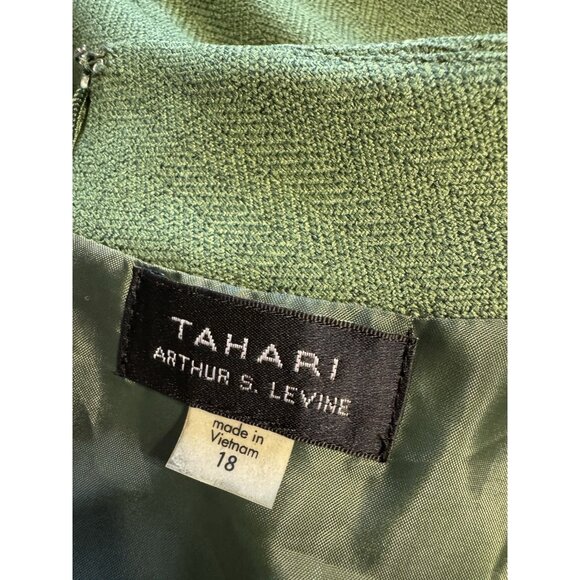 TAHARI
ARTHUR S. LEVINE
made in
Vietnam
18